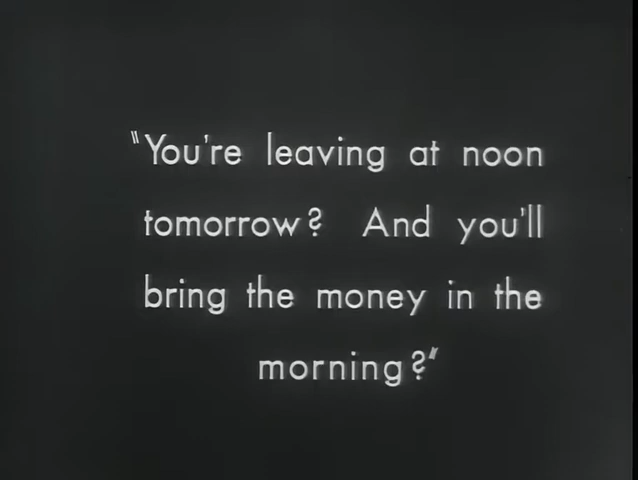 "You're leaving at noon
tomorrow? And you'll
bring the money in the
morning?"